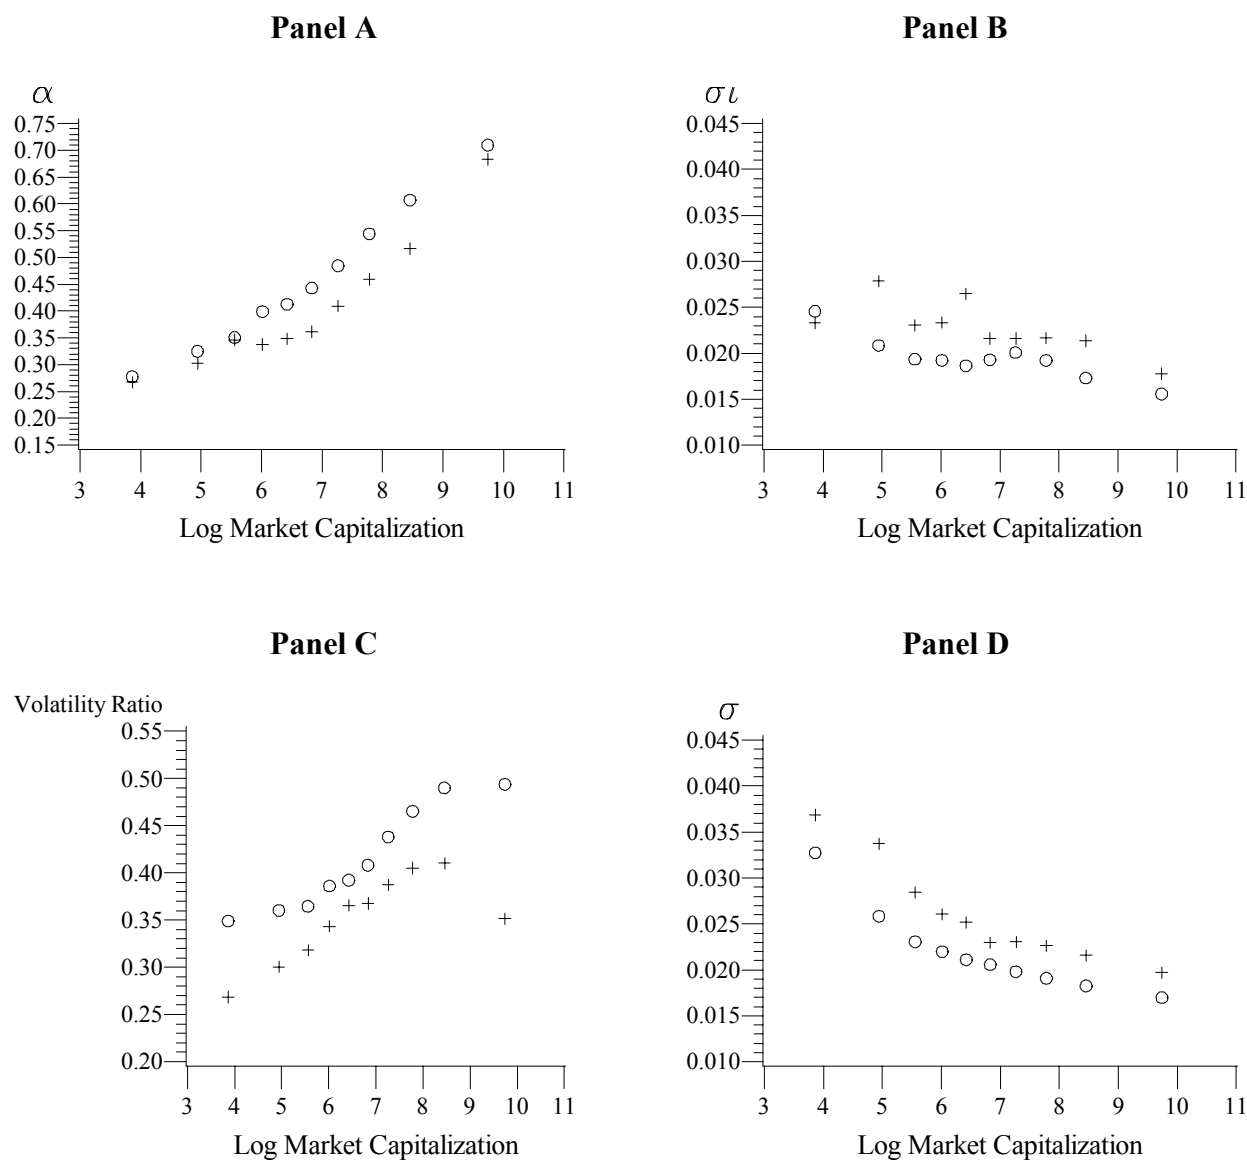 Panel A
α
0.75
0.70
0.65
0.60
0.55
0.50
0.45
0.40
0.35
0.30
0.25
0.20
0.15
3 4 5 6 7 8 9 10 11
Log Market Capitalization
Panel B
σι
0.045
0.040
0.035
0.030
0.025
0.020
0.015
0.010
3 4 5 6 7 8 9 10 11
Log Market Capitalization
Panel C
Volatility Ratio
0.55
0.50
0.45
0.40
0.35
0.30
0.25
0.20
3 4 5 6 7 8 9 10 11
Log Market Capitalization
Panel D
σ
0.045
0.040
0.035
0.030
0.025
0.020
0.015
0.010
3 4 5 6 7 8 9 10 11
Log Market Capitalization